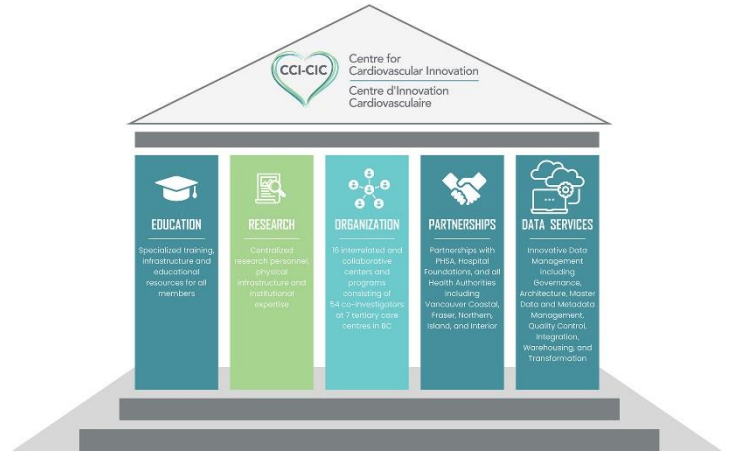 CCI-CIC
Centre for
Cardiovascular Innovation
Centre d'Innovation
Cardiovasculaire
EDUCATION
Specialized training,
infrastructure and
educational
resources for all
members
RESEARCH
Centralized
research personnel,
physical
infrastructure and
institutional
expertise
ORGANIZATION
16 interrelated and
collaborative
centers and
programs
consisting of
54 co-investigators
at 7 tertiary care
centres in BC
PARTNERSHIPS
Partnerships with
PHSA, Hospital
Foundations, and all
Health Authorities
including
Vancouver Coastal,
Fraser, Northern,
Island, and Interior
DATA SERVICES
Innovative Data
Management
including
Governance,
Architecture, Master
Data and Metadata
Management,
Quality Control,
Integration,
Warehousing, and
Transformation